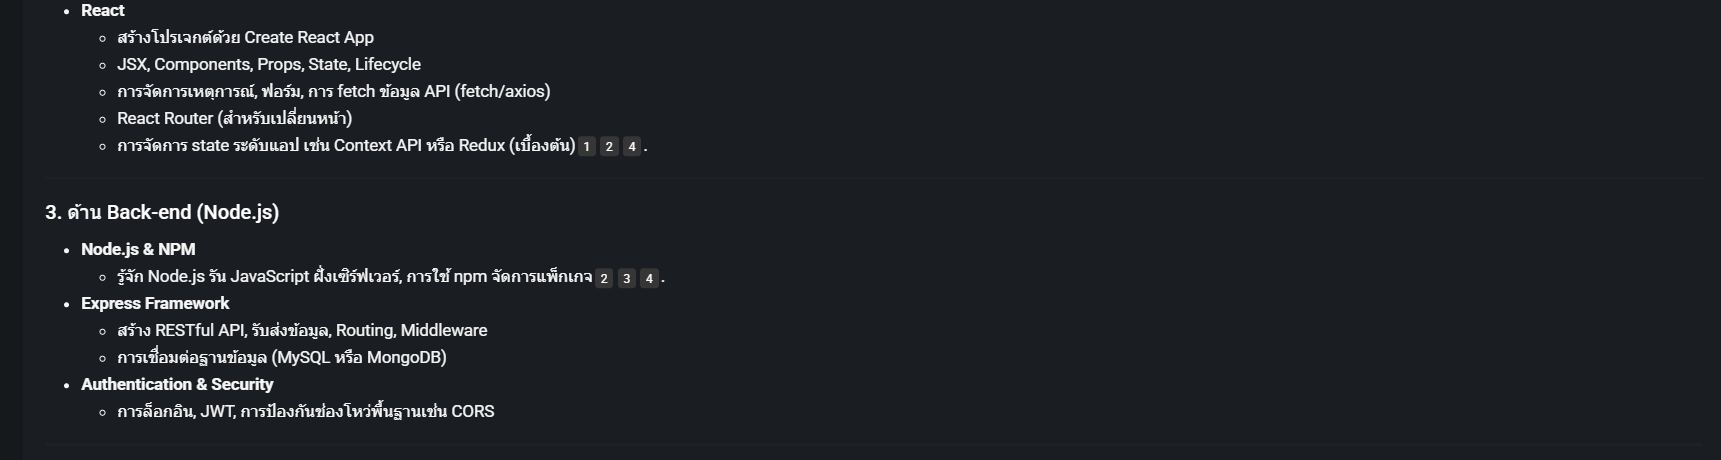 React
สร้างโปรเจกต์ด้วย Create React App
JSX, Components, Props, State, Lifecycle
การจัดการเหตุการณ์, ฟอร์ม, การ fetch ข้อมูล API (fetch/axios)
React Router (สำหรับเปลี่ยนหน้า)
การจัดการ state ระดับแอป เช่น Context API หรือ Redux (เบื้องต้น) 1 2 4 .
3. ด้าน Back-end (Node.js)
Node.js & NPM
รู้จัก Node.js รัน JavaScript ฝั่งเซิร์ฟเวอร์, การใช้ npm จัดการแพ็กเกจ 2 3 4 .
Express Framework
สร้าง RESTful API, รับส่งข้อมูล, Routing, Middleware
การเชื่อมต่อฐานข้อมูล (MySQL หรือ MongoDB)
Authentication & Security
การล็อกอิน, JWT, การป้องกันช่องโหว่พื้นฐานเช่น CORS